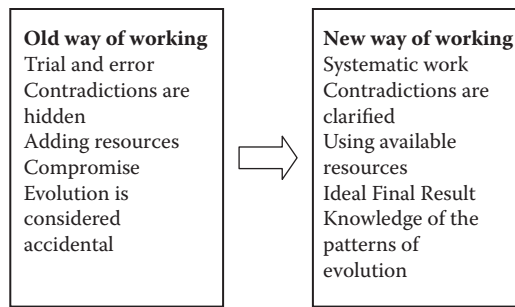 Old way of working
Trial and error
Contradictions are
hidden
Adding resources
Compromise
Evolution is
considered
accidental
New way of working
Systematic work
Contradictions are
clarified
Using available
resources
Ideal Final Result
Knowledge of the
patterns of
evolution